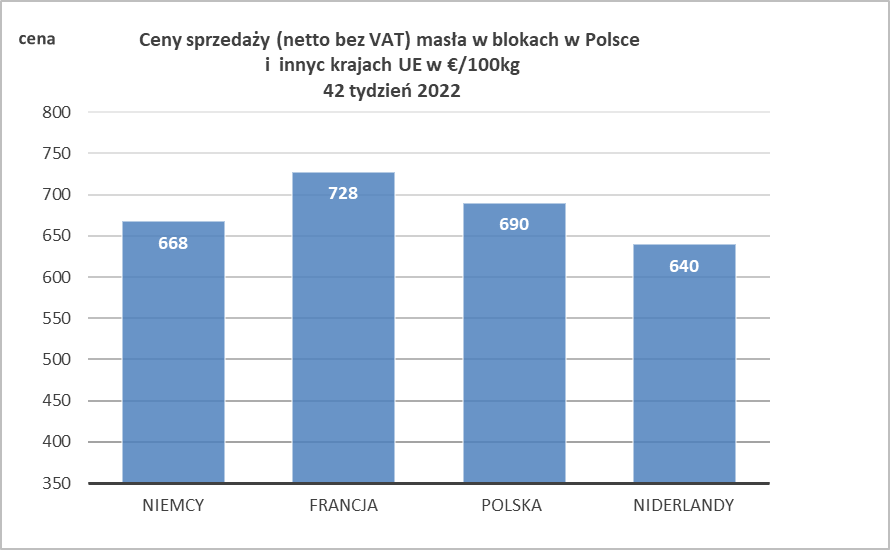 cena
Ceny sprzedaży (netto bez VAT) masła w blokach w Polsce
i innyc krajach UE w €/100kg
42 tydzień 2022
800
750
700
650
600
550
500
450
400
350
668
728
690
640
NIEMCY
FRANCJA
POLSKA
NIDERLANDY